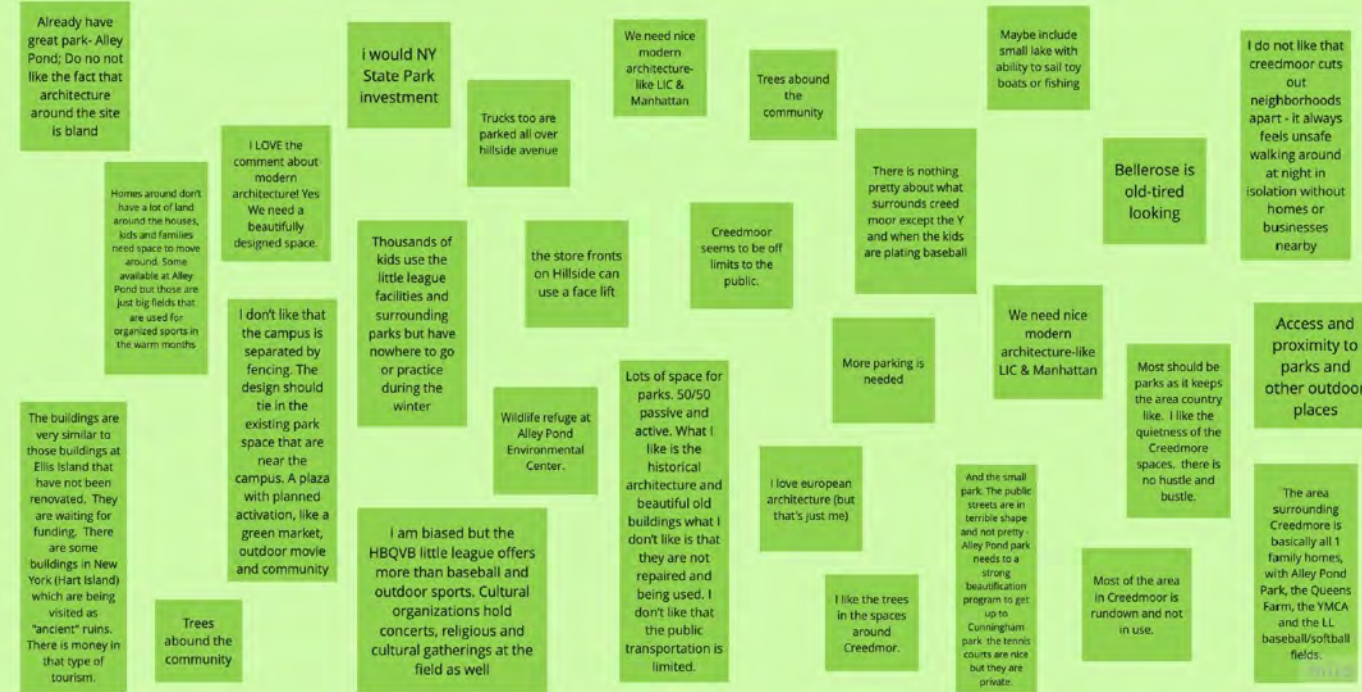 Already have
great park- Alley
Pond; Do no not
like the fact that
architecture
around the site
is bland
i would NY
State Park
investment
Trucks too are
parked all over
hillside avenue
We need nice
modern
architecture-
like LIC &
Manhattan
Trees abound
the
community
Maybe include
small lake with
ability to sail toy
boats or fishing
I do not like that
creedmoor cuts
out
neighborhoods
apart - it always
feels unsafe
walking around
at night in
isolation without
homes or
businesses
nearby
Homes around don't
have a lot of land
around the houses,
kids and families
need space to move
around. Some
available at Alley
Pond but those are
just big fields that
are used for
organized sports in
the warm months
I LOVE the
comment about
modern
architecture! Yes
We need a
beautifully
designed space.
Thousands of
kids use the
little league
facilities and
surrounding
parks but have
nowhere to go
or practice
during the
winter
the store fronts
on Hillside can
use a face lift
Creedmoor
seems to be off
limits to the
public.
There is nothing
pretty about what
surrounds creed
moor except the Y
and when the kids
are plating baseball
Bellerose is
old-tired
looking
I don't like that
the campus is
separated by
fencing. The
design should
tie in the
existing park
space that are
near the
campus. A plaza
with planned
activation, like a
green market,
outdoor movie
and community
More parking is
needed
We need nice
modern
architecture-like
LIC & Manhattan
Access and
proximity to
parks and
other outdoor
places
The buildings are
very similar to
those buildings at
Ellis Island that
have not been
renovated. They
are waiting for
funding. There
are some
buildings in New
York (Hart Island)
which are being
visited as
"ancient" ruins.
There is money in
that type of
tourism.
Trees
abound the
community
i am biased but the
HBQVB little league offers
more than baseball and
outdoor sports. Cultural
organizations hold
concerts, religious and
cultural gatherings at the
field as well
Wildlife refuge at
Alley Pond
Environmental
Center.
Lots of space for
parks. 50/50
passive and
active. What I
like is the
historical
architecture and
beautiful old
buildings what I
don't like is that
they are not
repaired and
being used. I
don't like that
the public
transportation is
limited.
I love european
architecture (but
that's just me)
I like the trees
in the spaces
around
Creedmor.
And the small
park. The public
streets are in
terrible shape
and not pretty -
Alley Pond park
needs to a
strong
beautification
program to get
up to
Cunningham
park the tennis
courts are nice
but they are
private.
Most should be
parks as it keeps
the area country
like. I like the
quietness of the
Creedmore
spaces. there is
no hustle and
bustle.
Most of the area
in Creedmoor is
rundown and not
in use.
The area
surrounding
Creedmore is
basically all 1
family homes,
with Alley Pond
Park, the Queens
Farm, the YMCA
and the LL
baseball/softball
fields.
miro